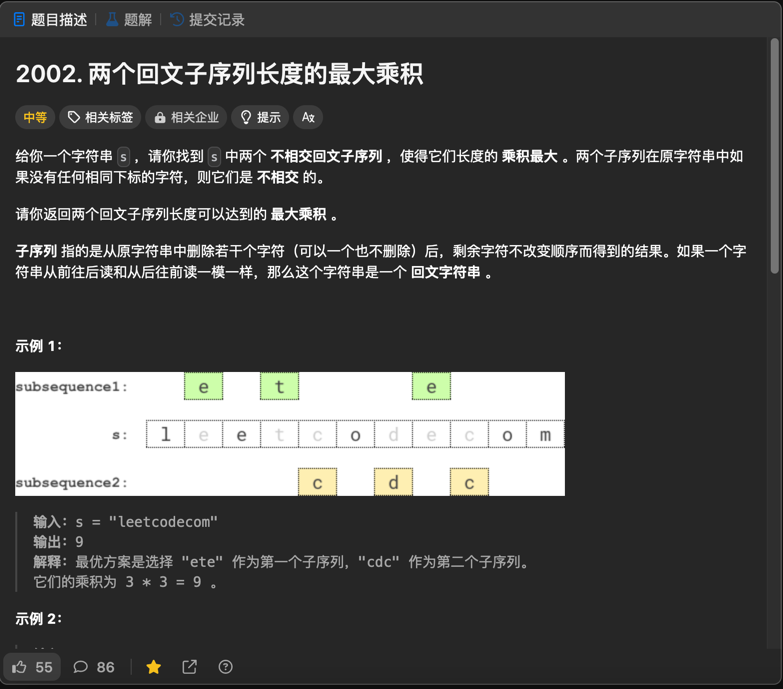 题目描述 题解 提交记录
2002. 两个回文子序列长度的最大乘积
中等 相关标签 相关企业 提示
给你一个字符串 s ，请你找到 s 中两个 不相交回文子序列 ，使得它们长度的 乘积最大 。两个子序列在原字符串中如
果没有任何相同下标的字符，则它们是 不相交 的。
请你返回两个回文子序列长度可以达到的 最大乘积 。
子序列 指的是从原字符串中删除若干个字符（可以一个也不删除）后，剩余字符不改变顺序而得到的结果。如果一个字
符串从前往后读和从后往前读一模一样，那么这个字符串是一个 回文字符串 。
示例 1：
subsequence1: e t e
s: l e e t c o d e c o m
subsequence2: c d c
输入：s = "leetcodecom"
输出：9
解释：最优方案是选择 "ete" 作为第一个子序列，"cdc" 作为第二个子序列。
它们的乘积为 3 * 3 = 9 。
示例 2：
55 86